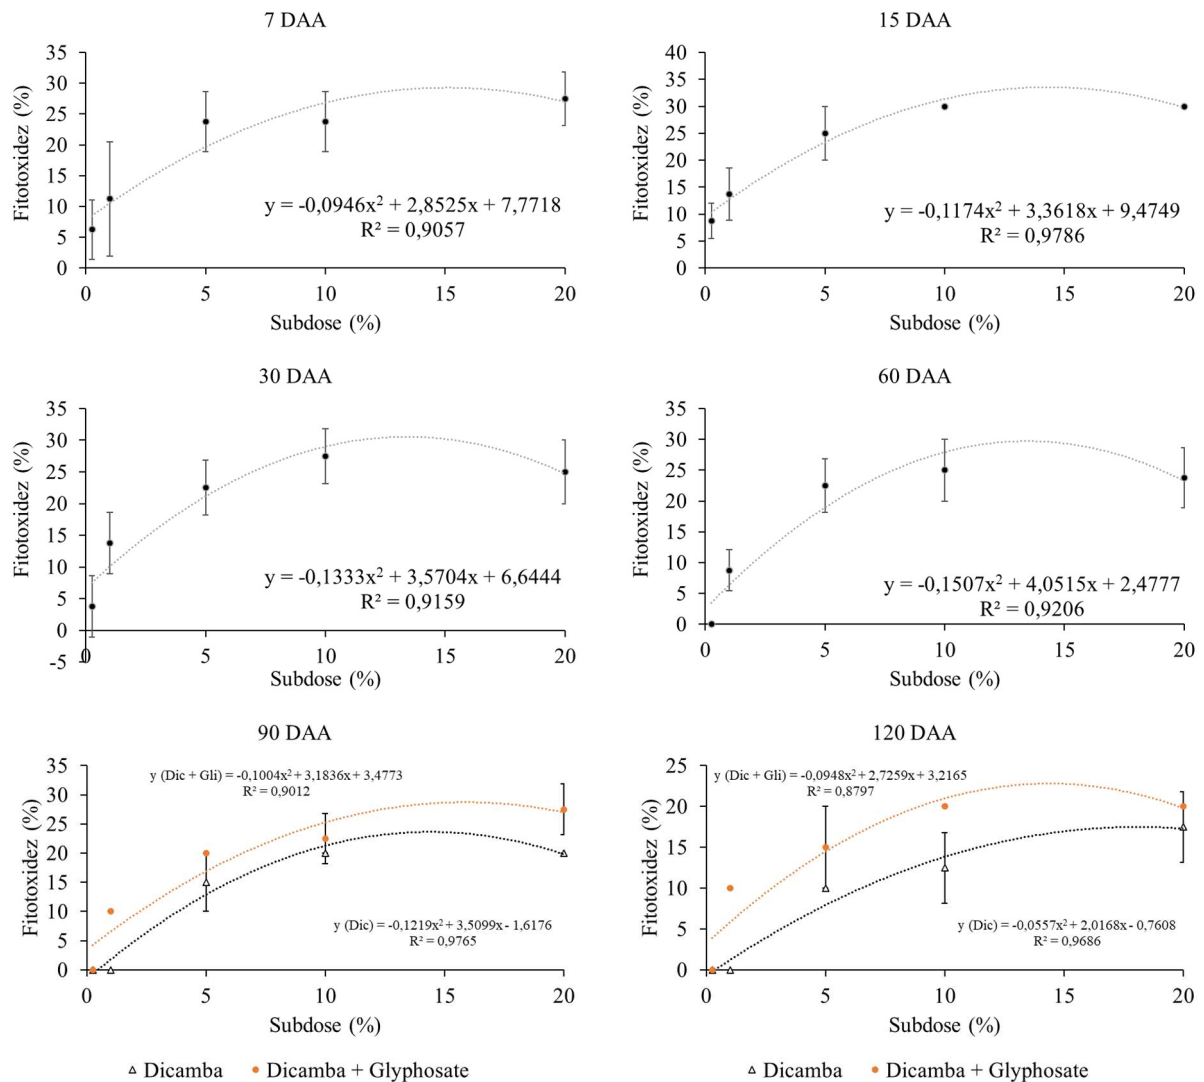 7 DAA
Fitotoxidez (%)
35
30
25
20
15
10
5
0
y = -0,0946x² + 2,8525x + 7,7718
R² = 0,9057
0 5 10 15 20
Subdose (%)
15 DAA
Fitotoxidez (%)
40
35
30
25
20
15
10
5
0
y = -0,1174x² + 3,3618x + 9,4749
R² = 0,9786
0 5 10 15 20
Subdose (%)
30 DAA
Fitotoxidez (%)
35
30
25
20
15
10
5
0
-5
y = -0,1333x² + 3,5704x + 6,6444
R² = 0,9159
0 5 10 15 20
Subdose (%)
60 DAA
Fitotoxidez (%)
35
30
25
20
15
10
5
0
y = -0,1507x² + 4,0515x + 2,4777
R² = 0,9206
0 5 10 15 20
Subdose (%)
90 DAA
Fitotoxidez (%)
35
30
25
20
15
10
5
0
y (Dic + Gli) = -0,1004x² + 3,1836x + 3,4773
R² = 0,9012
y (Dic) = -0,1219x² + 3,5099x - 1,6176
R² = 0,9765
0 5 10 15 20
Subdose (%)
Dicamba Dicamba + Glyphosate
120 DAA
Fitotoxidez (%)
25
20
15
10
5
0
y (Dic + Gli) = -0,0948x² + 2,7259x + 3,2165
R² = 0,8797
y (Dic) = -0,0557x² + 2,0168x - 0,7608
R² = 0,9686
0 5 10 15 20
Subdose (%)
Dicamba Dicamba + Glyphosate